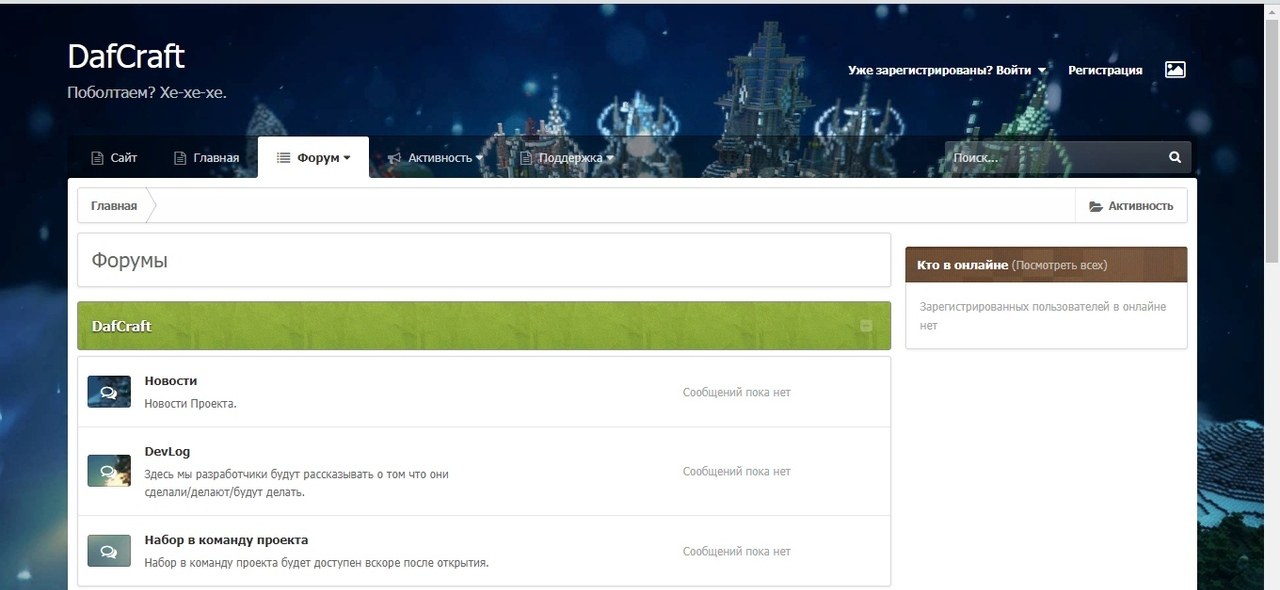 DafCraft
Поболтаем? Хе-хе-хе.
Уже зарегистрированы? Войти
Регистрация
Сайт
Главная
Форум
Активность
Поддержка
Поиск...
Главная
Активность
Форумы
DafCraft
Новости
Новости Проекта.
Сообщений пока нет
DevLog
Здесь мы разработчики будут рассказывать о том что они
сделали/делают/будут делать.
Сообщений пока нет
Набор в команду проекта
Набор в команду проекта будет доступен вскоре после открытия.
Сообщений пока нет
Кто в онлайне (Посмотреть всех)
Зарегистрированных пользователей в онлайне
нет